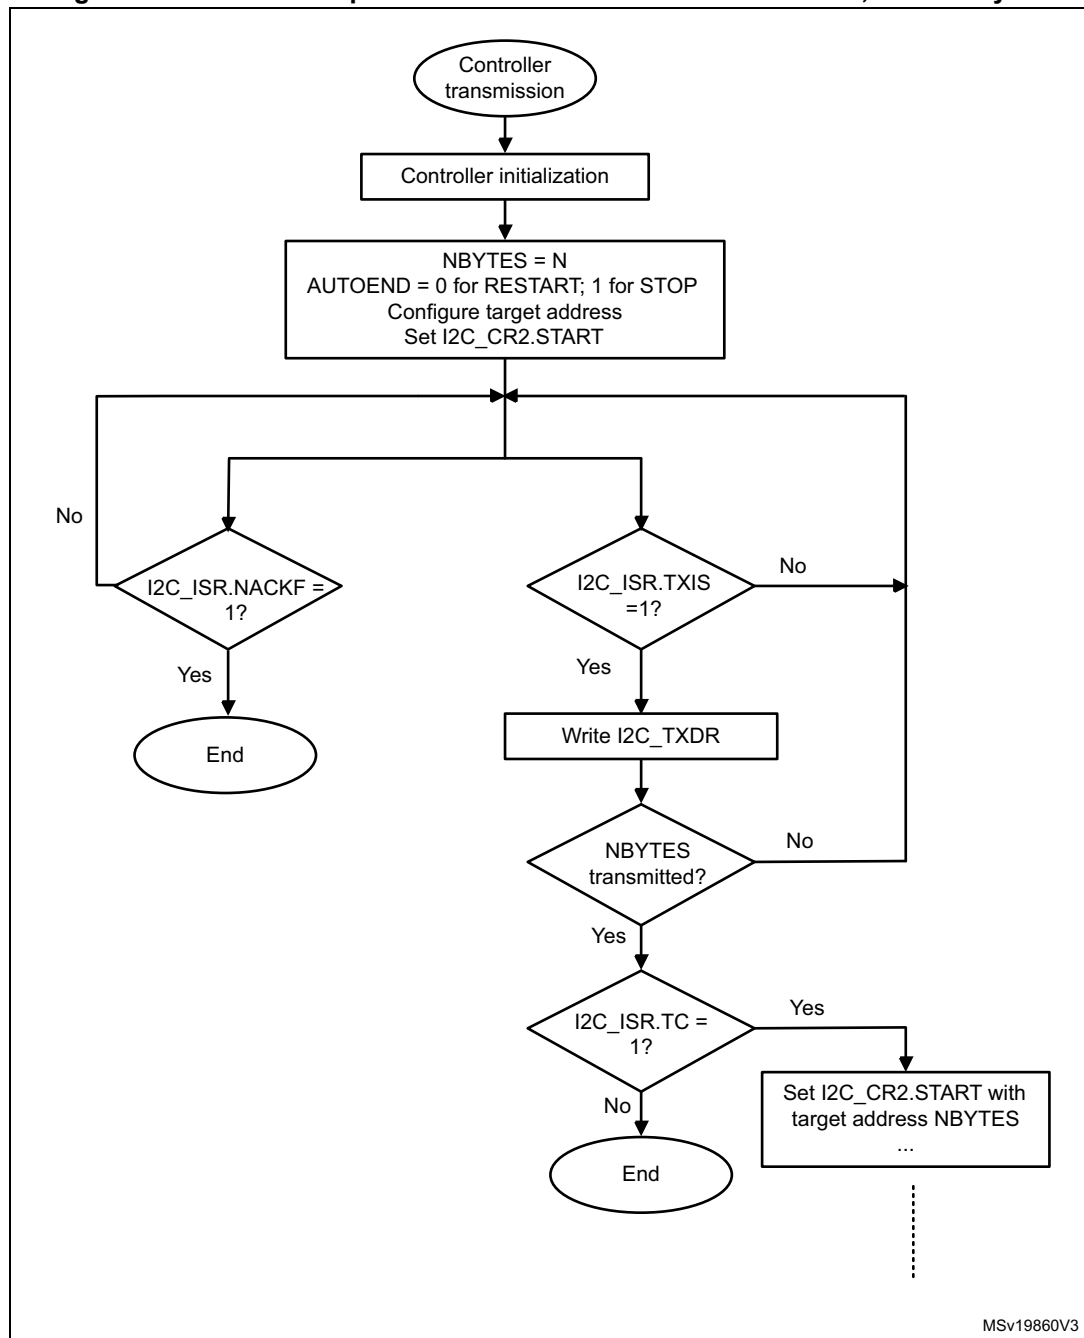 Controller
transmission
Controller initialization
NBYTES = N
AUTOEND = 0 for RESTART; 1 for STOP
Configure target address
Set I2C_CR2.START
No
I2C_ISR.NACKF =
1?
Yes
End
I2C_ISR.TXIS
=1?
No
Yes
Write I2C_TXDR
NBYTES
transmitted?
No
Yes
I2C_ISR.TC =
1?
Yes
No
End
Set I2C_CR2.START with
target address NBYTES
...
MSv19860V3